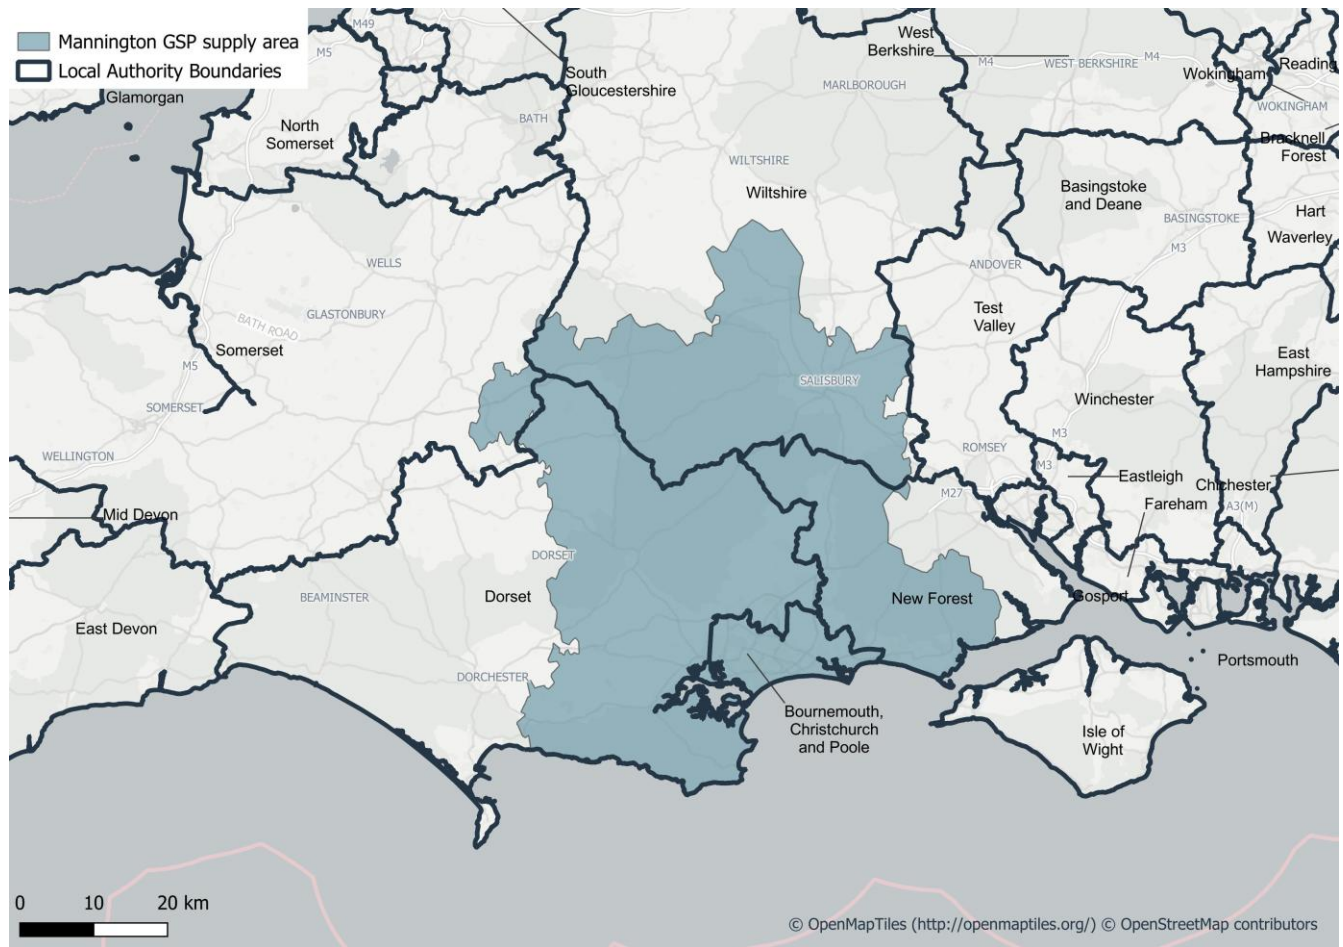 Mannington GSP supply area
Local Authority Boundaries
M49
M5
Glamorgan
South
Gloucestershire
North
Somerset
BATH
West
Berkshire
M4
WEST BERKSHIRE
M4
Wokingham
Reading
WOKINGHAM
Bracknell
Forest
MARLBOROUGH
WILTSHIRE
Wiltshire
Basingstoke
and Deane
BASINGSTOKE
M3
Hart
Waverley
WELLS
GLASTONBURY
BATH ROAD
Somerset
M5
SOMERSET
ANDOVER
Test
Valley
East
Hampshire
SALISBURY
Winchester
WELLINGTON
ROMSEY
M3
M3
Eastleigh
Chichester
Fareham
A3(M)
M27
Mid Devon
DORSET
BEAMINSTER
Dorset
New Forest
Gosport
East Devon
DORCHESTER
Portsmouth
Bournemouth,
Christchurch
and Poole
Isle of
Wight
0 10 20 km
© OpenMapTiles (http://openmaptiles.org/) © OpenStreetMap contributors